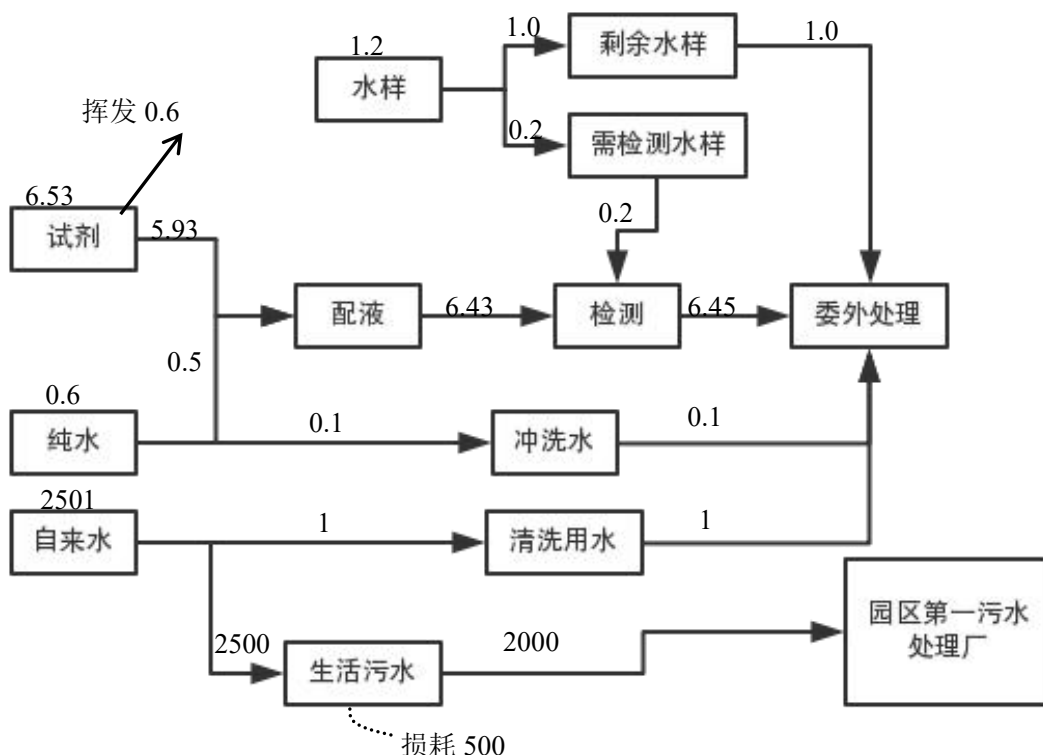 1.2
水样
1.0
剩余水样
1.0
挥发 0.6
0.2
需检测水样
6.53
试剂
5.93
0.2
配液
6.43
检测
6.45
委外处理
0.5
0.6
纯水
0.1
冲洗水
0.1
2501
自来水
1
清洗用水
1
园区第一污水
处理厂
2500
生活污水
2000
损耗 500